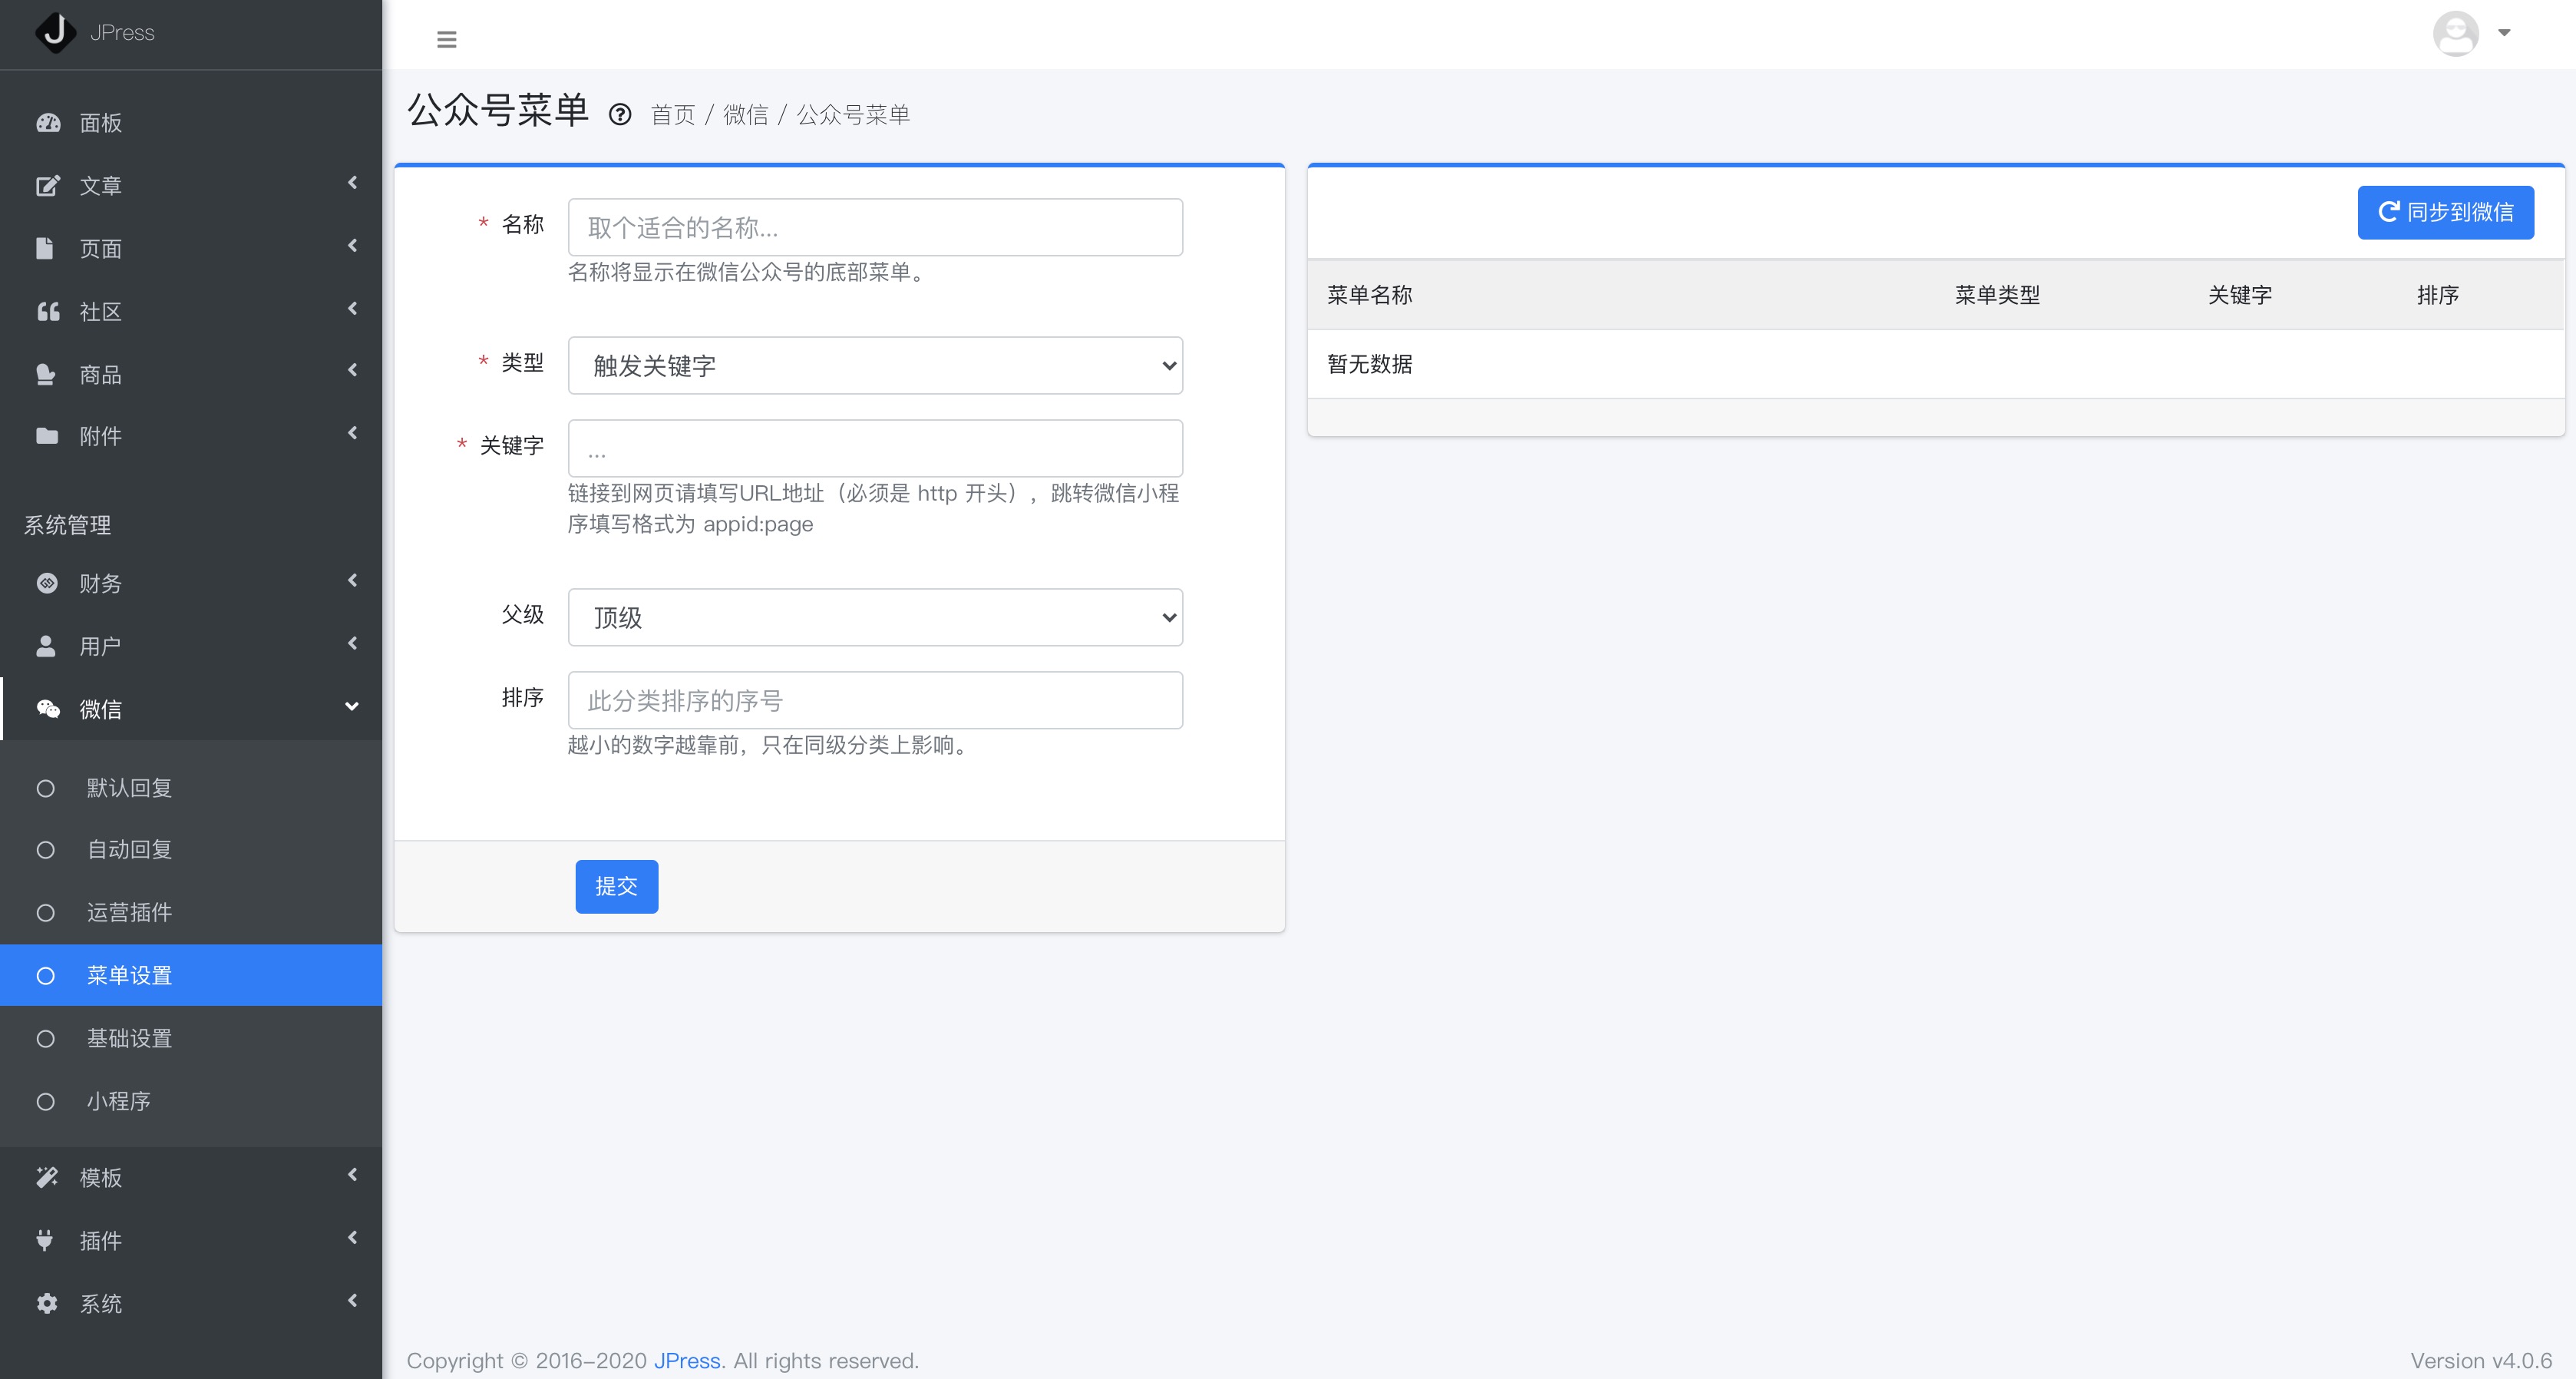 JPress
面板
文章
页面
社区
商品
附件
系统管理
财务
用户
微信
默认回复
自动回复
运营插件
菜单设置
基础设置
小程序
模板
插件
系统
公众号菜单 首页 / 微信 / 公众号菜单
* 名称 取个适合的名称...
名称将显示在微信公众号的底部菜单。
* 类型 触发关键字
* 关键字 ...
链接到网页请填写URL地址（必须是 http 开头），跳转微信小程
序填写格式为 appid:page
父级 顶级
排序 此分类排序的序号
越小的数字越靠前，只在同级分类上影响。
提交
同步到微信
菜单名称 菜单类型 关键字 排序
暂无数据
Copyright © 2016-2020 JPress. All rights reserved.
Version v4.0.6